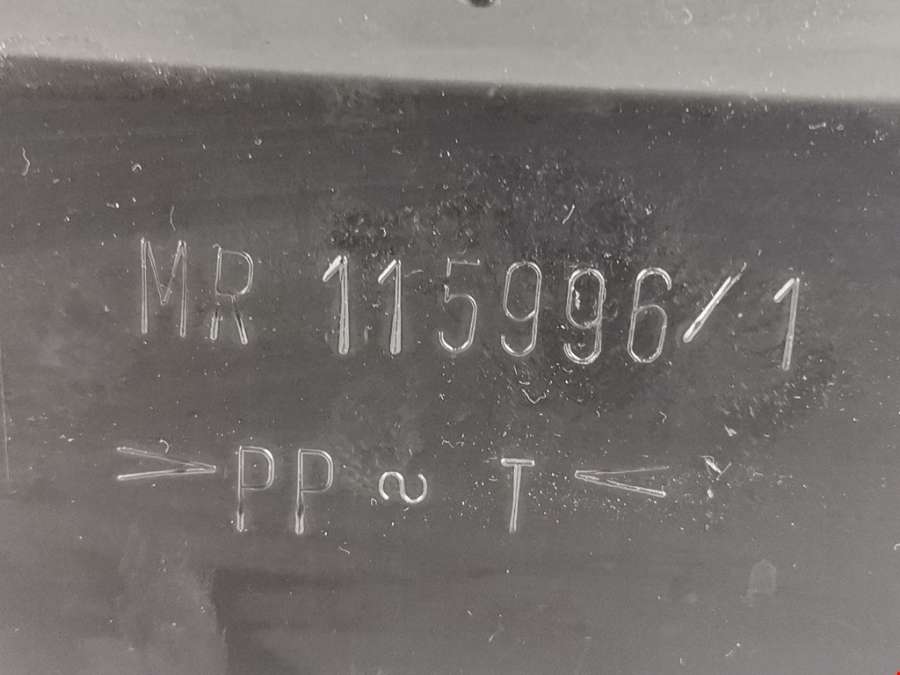 MR 115996/1
>PP ~ T<